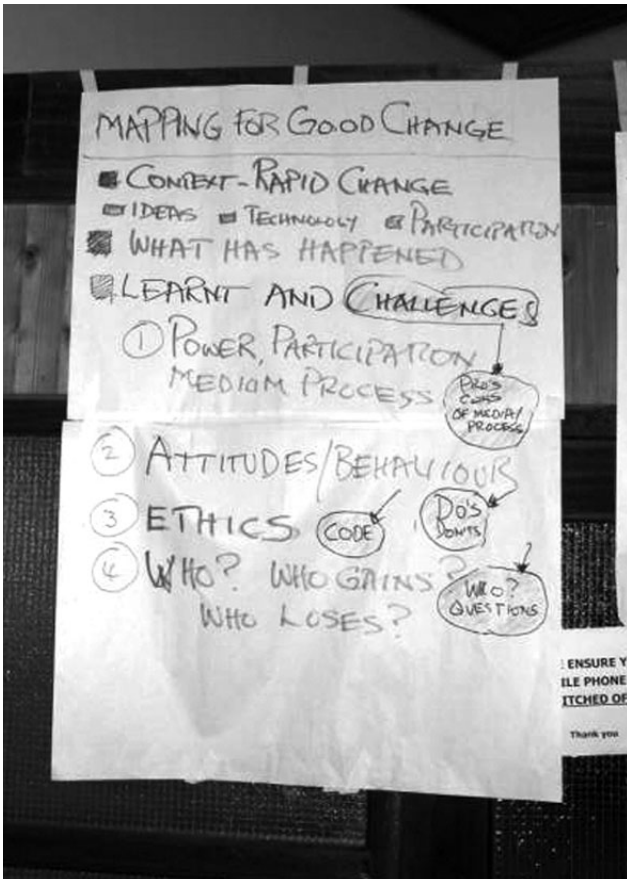 MAPPING FOR GOOD CHANGE
CONTEXT - RAPID CHANGE
IDEAS TECHNOLOGY PARTICIPATION
WHAT HAS HAPPENED
LEARNT AND CHALLENGES
1 POWER, PARTICIPATION
MEDIUM PROCESS
PRO'S
CONS
OF MEDIA/
PROCESS
2 ATTITUDES/BEHAVIOUR
3 ETHICS CODE
DO'S
DONTS
4 WHO? WHO GAINS?
WHO LOSES?
WHO?
QUESTIONS
ENSURE Y
ILE PHONE
ITCHED OF
Thank you